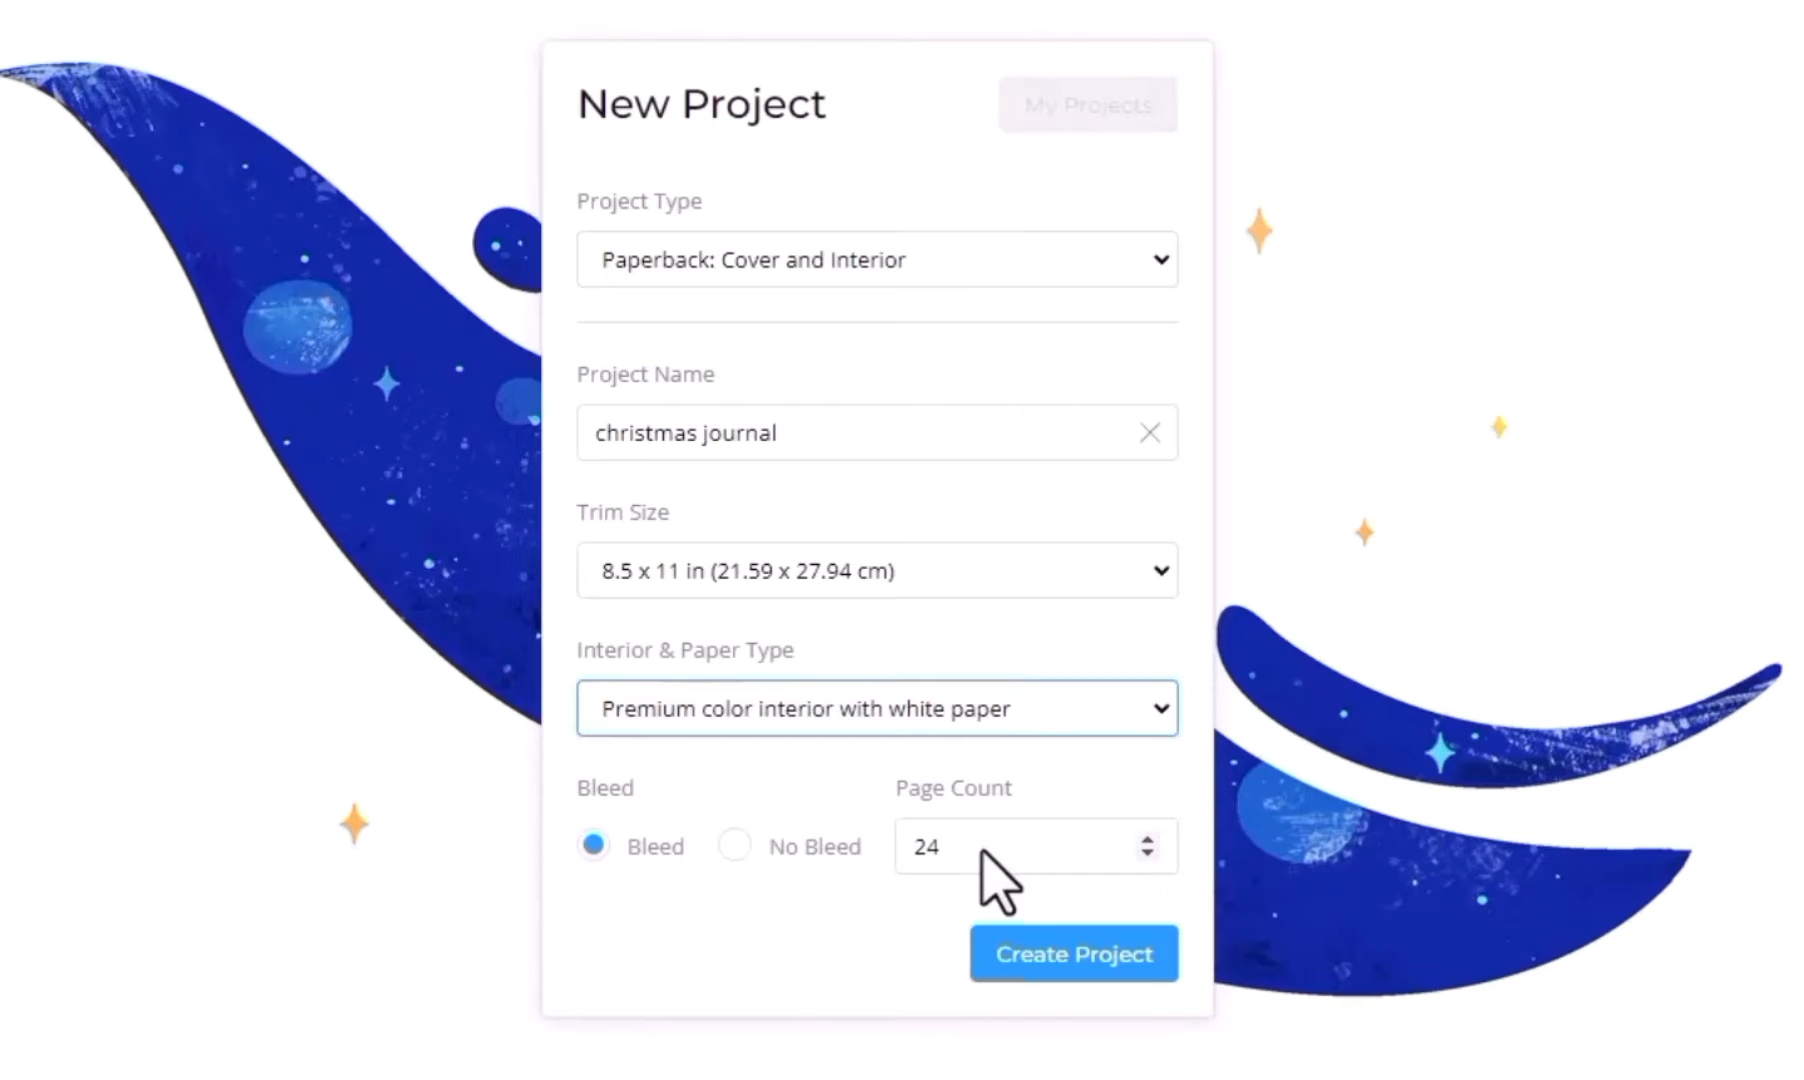 New Project
My Projects
Project Type
Paperback: Cover and Interior
Project Name
christmas journal
Trim Size
8.5 x 11 in (21.59 x 27.94 cm)
Interior & Paper Type
Premium color interior with white paper
Bleed
Page Count
Bleed
No Bleed
24
Create Project